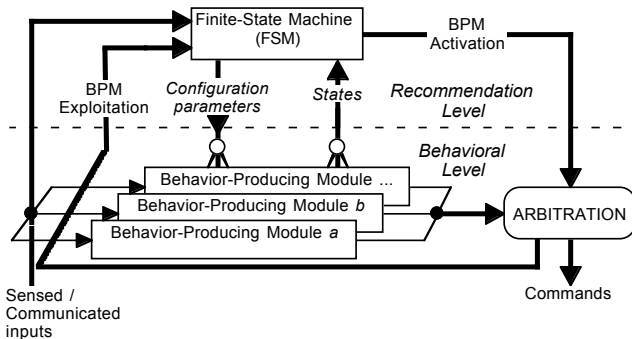 Finite-State Machine
(FSM)
BPM
Activation
BPM
Exploitation
Configuration
parameters
States
Recommendation
Level
Behavioral
Level
Behavior-Producing Module ...
Behavior-Producing Module b
Behavior-Producing Module a
ARBITRATION
Sensed /
Communicated
inputs
Commands